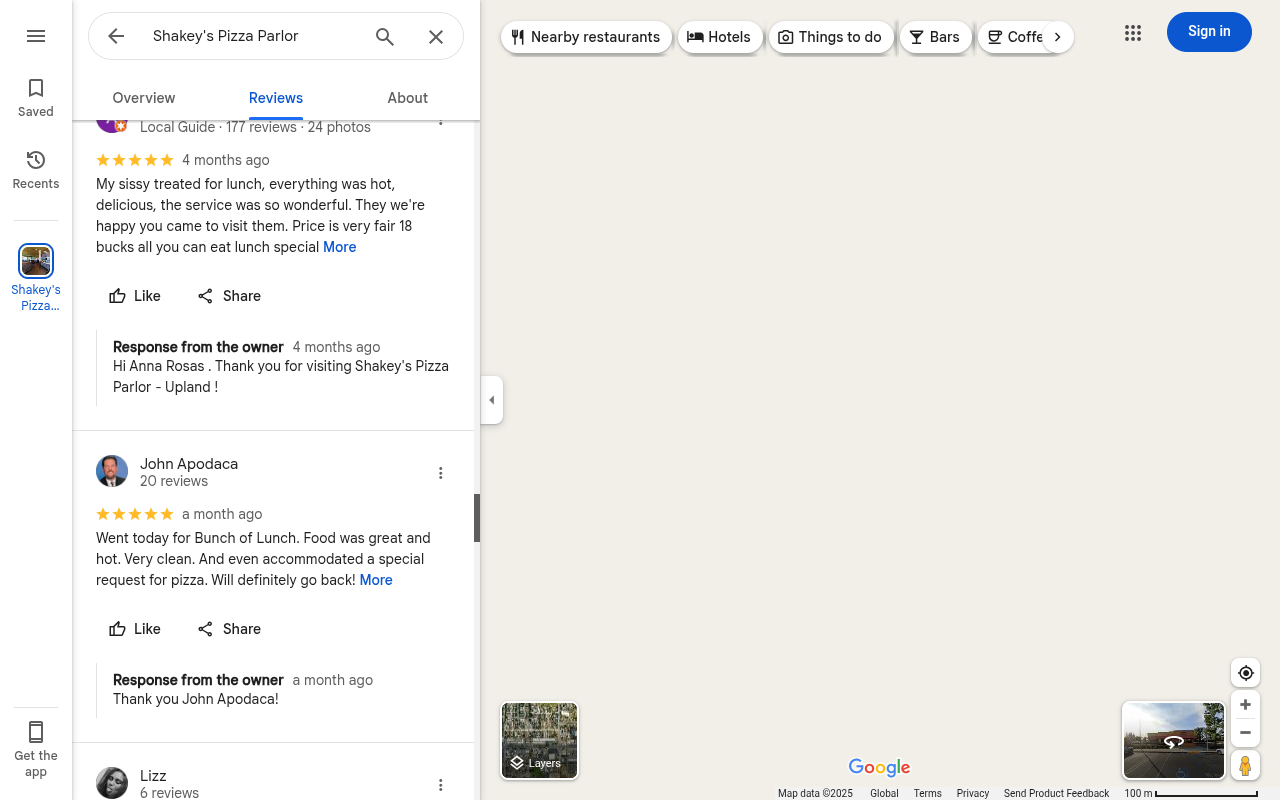 Shakey's Pizza Parlor
Nearby restaurants
Hotels
Things to do
Bars
Coffe
Sign in
Saved
Recents
Shakey's
Pizza...
Get the
app
Overview
Reviews
About
Local Guide · 177 reviews · 24 photos
4 months ago
My sissy treated for lunch, everything was hot,
delicious, the service was so wonderful. They we're
happy you came to visit them. Price is very fair 18
bucks all you can eat lunch special More
Like
Share
Response from the owner 4 months ago
Hi Anna Rosas . Thank you for visiting Shakey's Pizza
Parlor - Upland !
John Apodaca
20 reviews
a month ago
Went today for Bunch of Lunch. Food was great and
hot. Very clean. And even accommodated a special
request for pizza. Will definitely go back! More
Like
Share
Response from the owner a month ago
Thank you John Apodaca!
Lizz
6 reviews
Layers
Google
Map data ©2025
Global
Terms
Privacy
Send Product Feedback
100 m